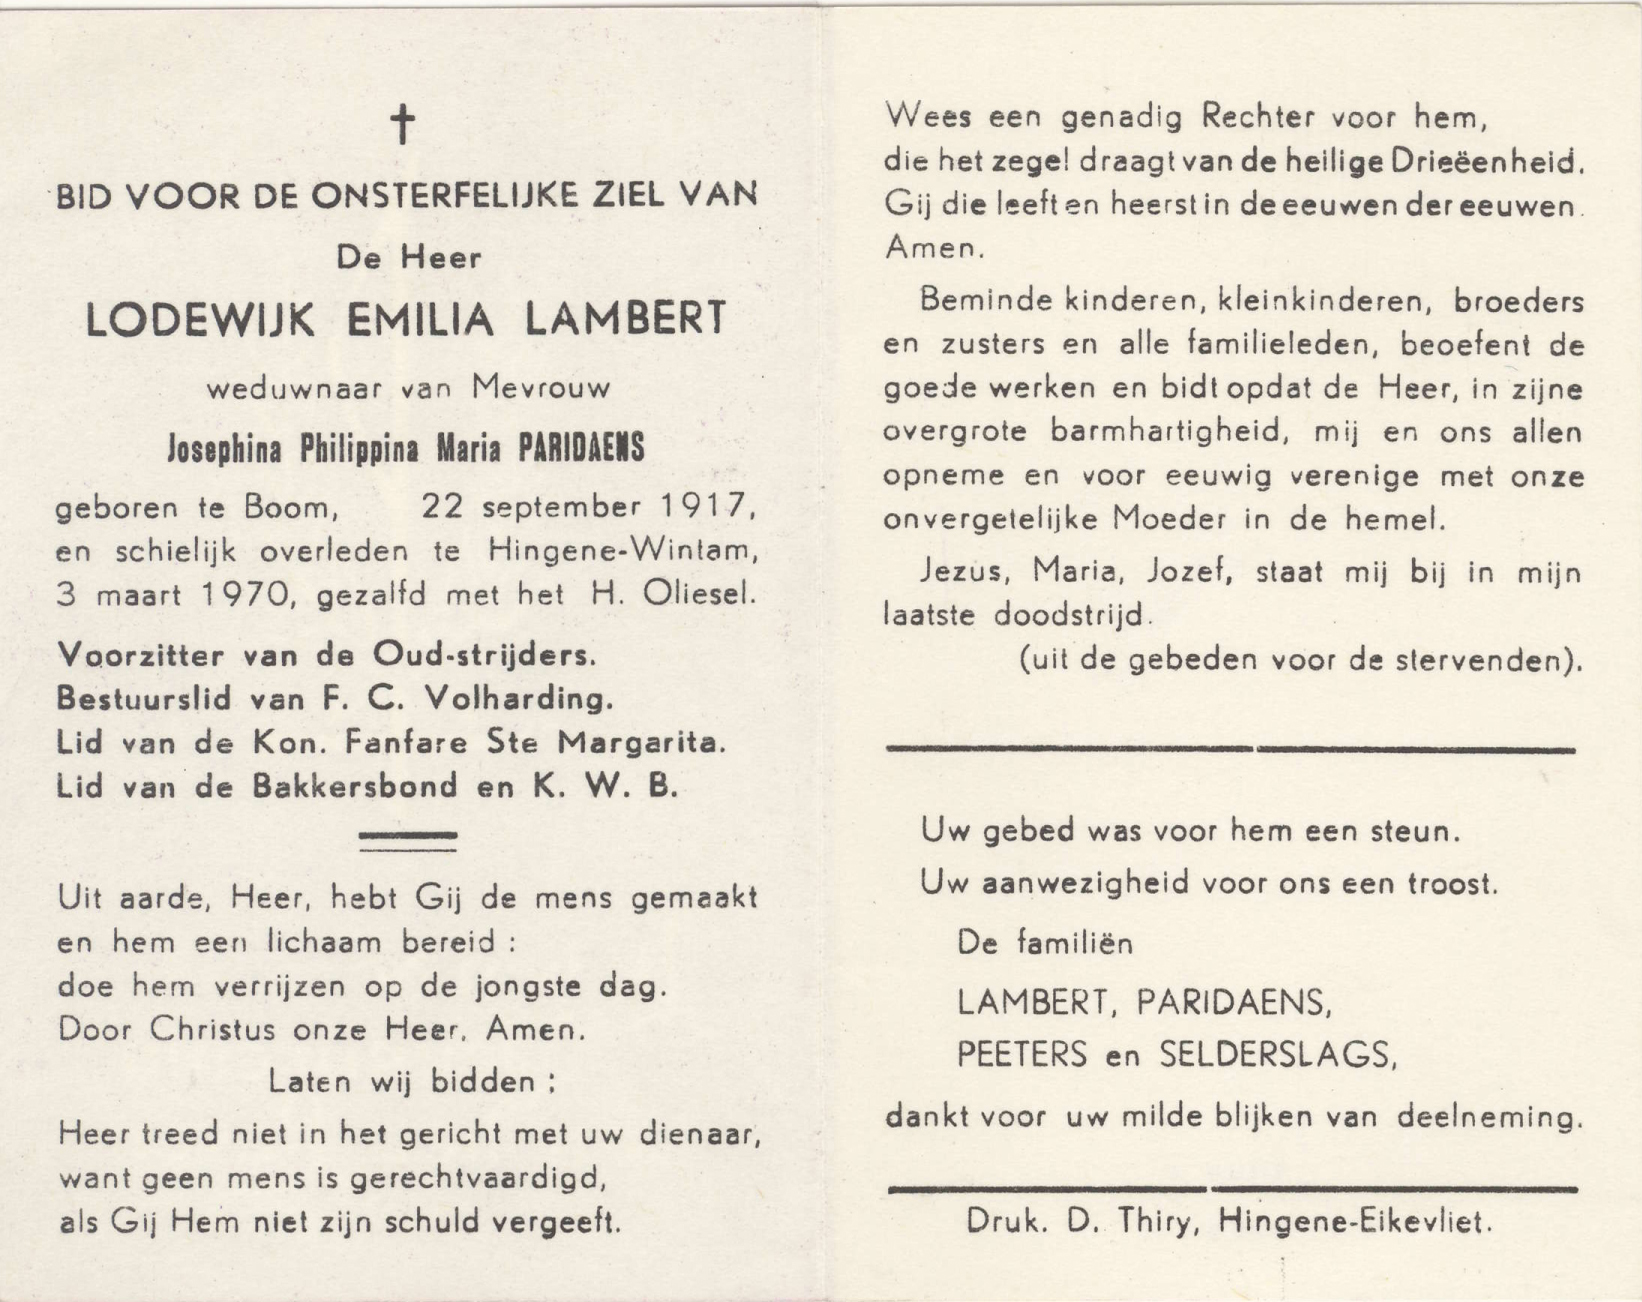 BID VOOR DE ONSTERFELIJKE ZIEL VAN
De Heer
LODEWIJK EMILIA LAMBERT
weduwnaar van Mevrouw
Josephina Philippina Maria PARIDAENS
geboren te Boom, 22 september 1917,
en schielijk overleden te Hingene-Wintam,
3 maart 1970, gezalfd met het H. Oliesel.
Voorzitter van de Oud-strijders.
Bestuurslid van F. C. Volharding.
Lid van de Kon. Fanfare Ste Margarita.
Lid van de Bakkersbond en K. W. B.
Uit aarde, Heer, hebt Gij de mens gemaakt
en hem een lichaam bereid :
doe hem verrijzen op de jongste dag.
Door Christus onze Heer. Amen.
Laten wij bidden :
Heer treed niet in het gericht met uw dienaar,
want geen mens is gerechtvaardigd,
als Gij Hem niet zijn schuld vergeeft.
Wees een genadig Rechter voor hem,
die het zegel draagt van de heilige Drieëenheid.
Gij die leeft en heerst in de eeuwen der eeuwen.
Amen.
Beminde kinderen, kleinkinderen, broeders
en zusters en alle familieleden, beoefent de
goede werken en bidt opdat de Heer, in zijne
overgrote barmhartigheid, mij en ons allen
opneme en voor eeuwig verenige met onze
onvergetelijke Moeder in de hemel.
Jezus, Maria, Jozef, staat mij bij in mijn
laatste doodstrijd.
(uit de gebeden voor de stervenden).
Uw gebed was voor hem een steun.
Uw aanwezigheid voor ons een troost.
De familiën
LAMBERT, PARIDAENS,
PEETERS en SELDERSLAGS,
dankt voor uw milde blijken van deelneming.
Druk. D. Thiry, Hingene-Eikevliet.